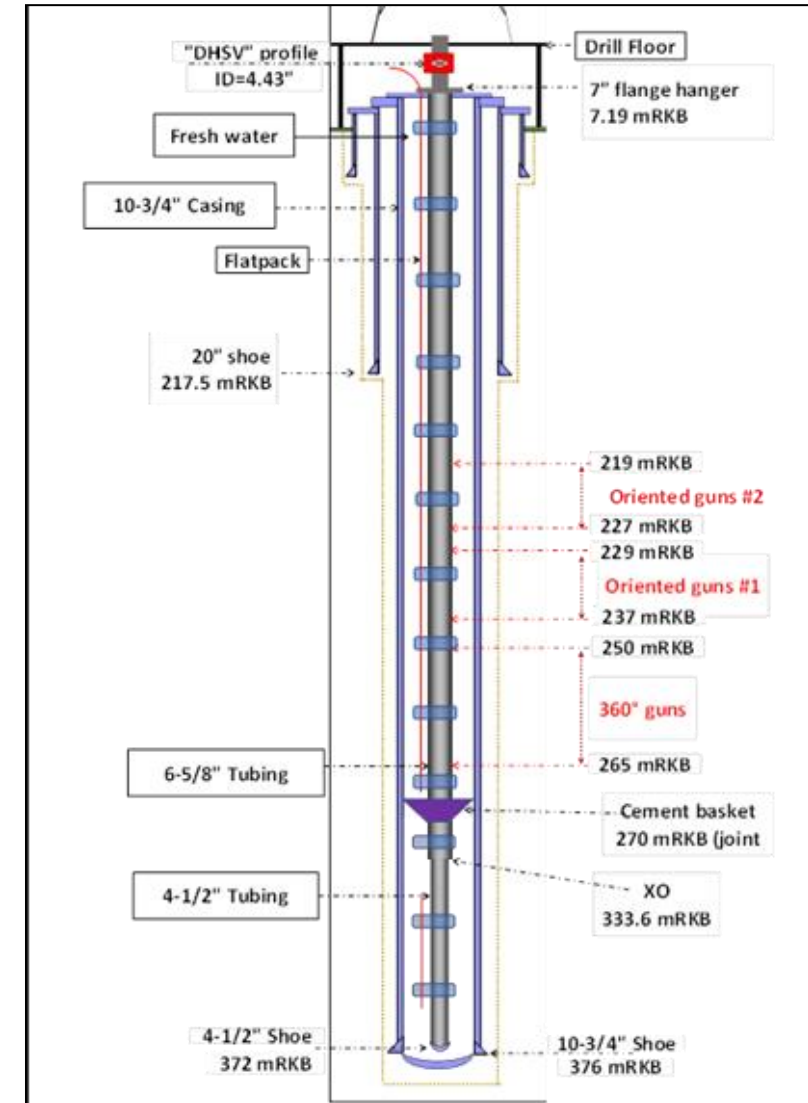 "DHSV" profile
ID=4.43"
Drill Floor
7" flange hanger
7.19 mRKB
Fresh water
10-3/4" Casing
Flatpack
20" shoe
217.5 mRKB
219 mRKB
Oriented guns #2
227 mRKB
229 mRKB
Oriented guns #1
237 mRKB
250 mRKB
360° guns
265 mRKB
6-5/8" Tubing
Cement basket
270 mRKB (joint
4-1/2" Tubing
XO
333.6 mRKB
4-1/2" Shoe
372 mRKB
10-3/4" Shoe
376 mRKB